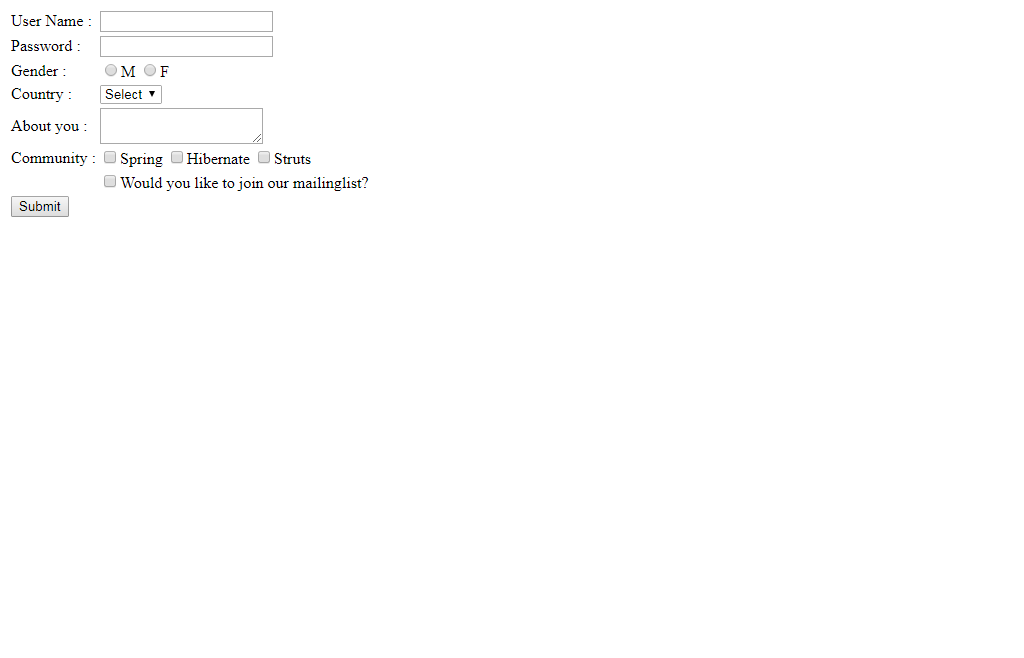 User Name :
Password :
Gender : M F
Country : Select
About you :
Community : Spring Hibernate Struts
Would you like to join our mailinglist?
Submit